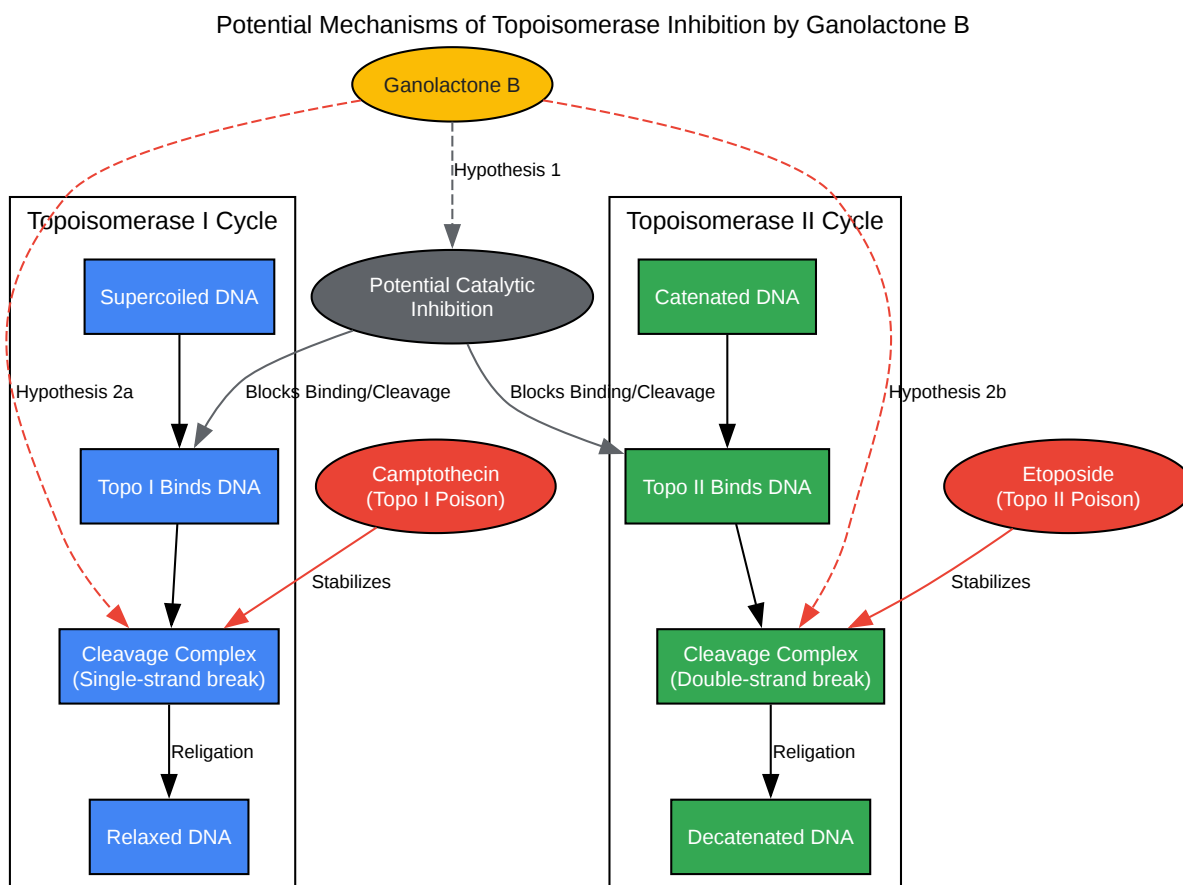 Potential Mechanisms of Topoisomerase Inhibition by Ganolactone B
Ganolactone B
Hypothesis 1
Topoisomerase I Cycle
Topoisomerase II Cycle
Supercoiled DNA
Potential Catalytic
Inhibition
Catenated DNA
Hypothesis 2a
Blocks Binding/Cleavage
Blocks Binding/Cleavage
Hypothesis 2b
Topo I Binds DNA
Camptothecin
(Topo I Poison)
Topo II Binds DNA
Etoposide
(Topo II Poison)
Stabilizes
Stabilizes
Cleavage Complex
(Single-strand break)
Cleavage Complex
(Double-strand break)
Religation
Religation
Relaxed DNA
Decatenated DNA